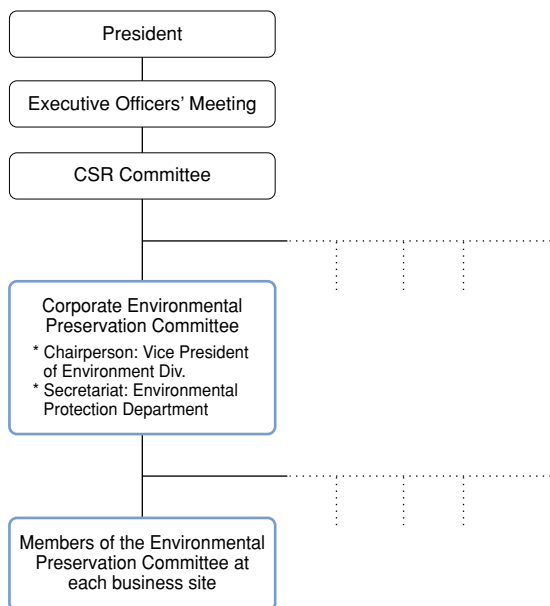 President
Executive Officers’ Meeting
CSR Committee
Corporate Environmental
Preservation Committee
* Chairperson: Vice President
of Environment Div.
* Secretariat: Environmental
Protection Department
Members of the Environmental
Preservation Committee at
each business site